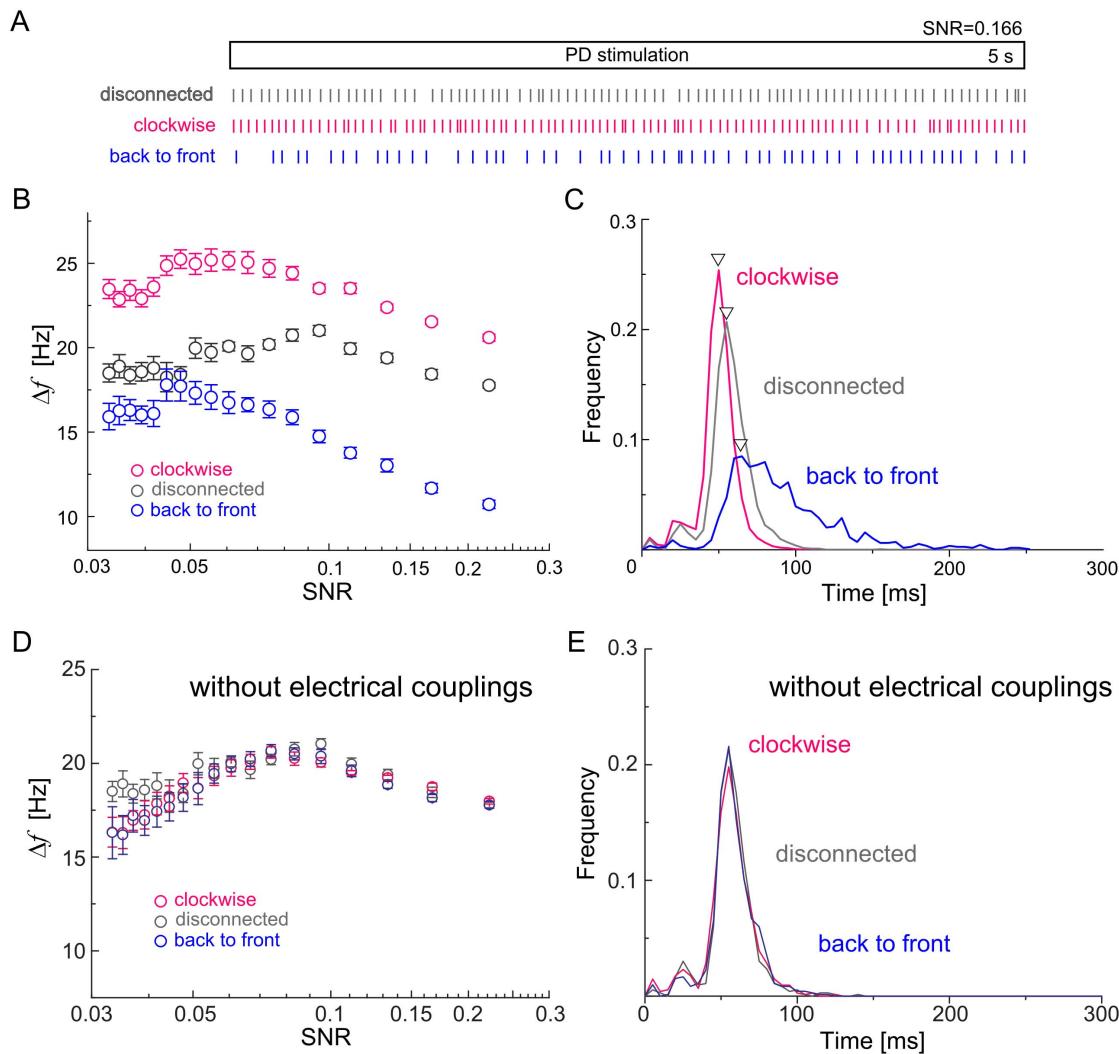 A
SNR=0.166
PD stimulation
5 s
disconnected
clockwise
back to front
B
25
20
15
10
Δf [Hz]
clockwise
disconnected
back to front
0.03
0.05
0.1
0.15
0.2
0.3
SNR
C
0.3
0.2
0.1
Frequency
clockwise
disconnected
back to front
0
100
200
300
Time [ms]
D
25
20
15
10
Δf [Hz]
without electrical couplings
clockwise
disconnected
back to front
0.03
0.05
0.1
0.15
0.2
0.3
SNR
E
0.3
0.2
0.1
Frequency
without electrical couplings
clockwise
disconnected
back to front
0
100
200
300
Time [ms]